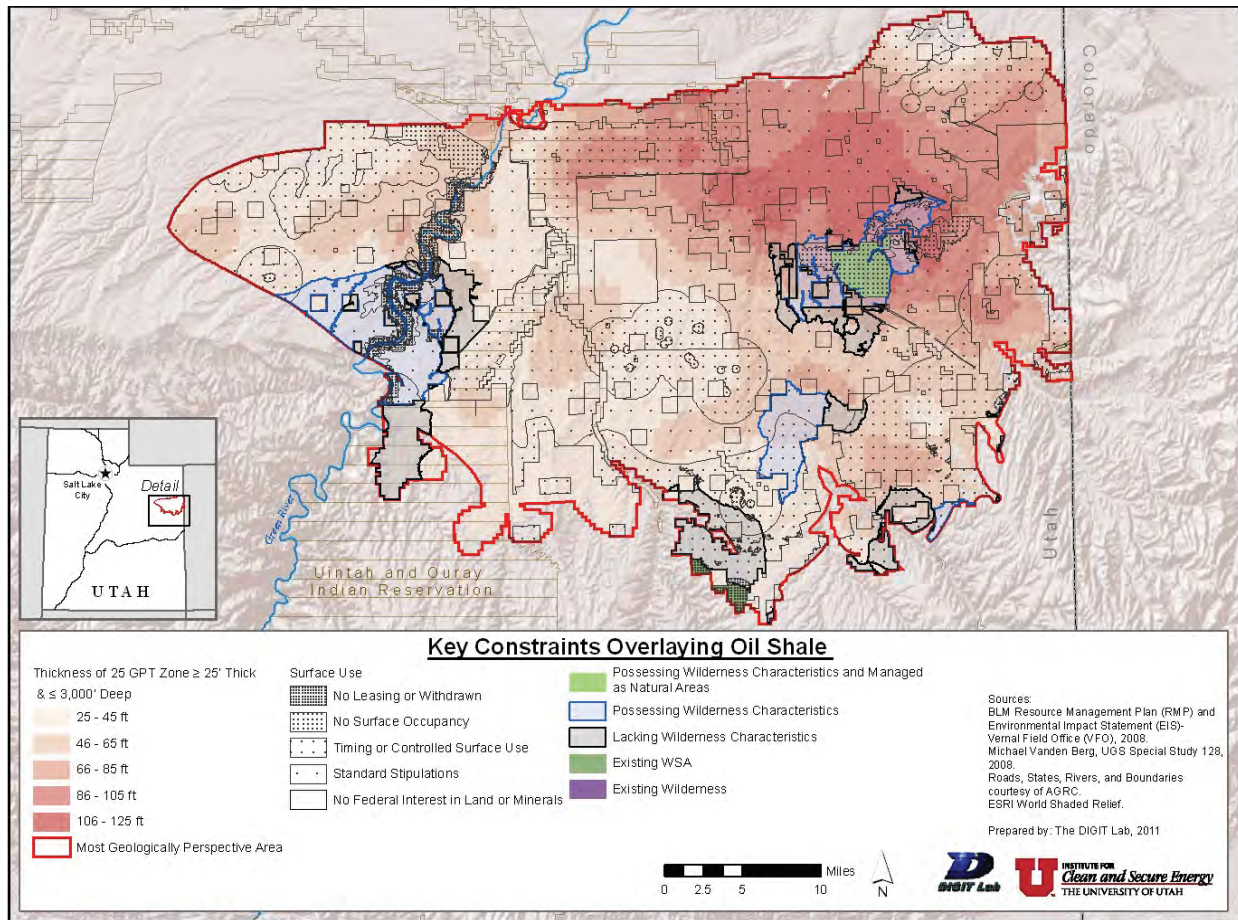 Colorado
Utah
Green River
Uintah and Ouray
Indian Reservation
Salt Lake
City
Detail
UTAH
Key Constraints Overlaying Oil Shale
Thickness of 25 GPT Zone ≥ 25' Thick
& ≤ 3,000' Deep
25 - 45 ft
46 - 65 ft
66 - 85 ft
86 - 105 ft
106 - 125 ft
Most Geologically Perspective Area
Surface Use
No Leasing or Withdrawn
No Surface Occupancy
Timing or Controlled Surface Use
Standard Stipulations
No Federal Interest in Land or Minerals
Possessing Wilderness Characteristics and Managed
as Natural Areas
Possessing Wilderness Characteristics
Lacking Wilderness Characteristics
Existing WSA
Existing Wilderness
Sources:
BLM Resource Management Plan (RMP) and
Environmental Impact Statement (EIS)-
Vernal Field Office (VFO), 2008.
Michael Vanden Berg, UGS Special Study 128,
2008.
Roads, States, Rivers, and Boundaries
courtesy of AGRC.
ESRI World Shaded Relief.
Prepared by: The DIGIT Lab, 2011
0 2.5 5 10 Miles
N
D
DIGIT Lab
U
INSTITUTE FOR
Clean and Secure Energy
THE UNIVERSITY OF UTAH